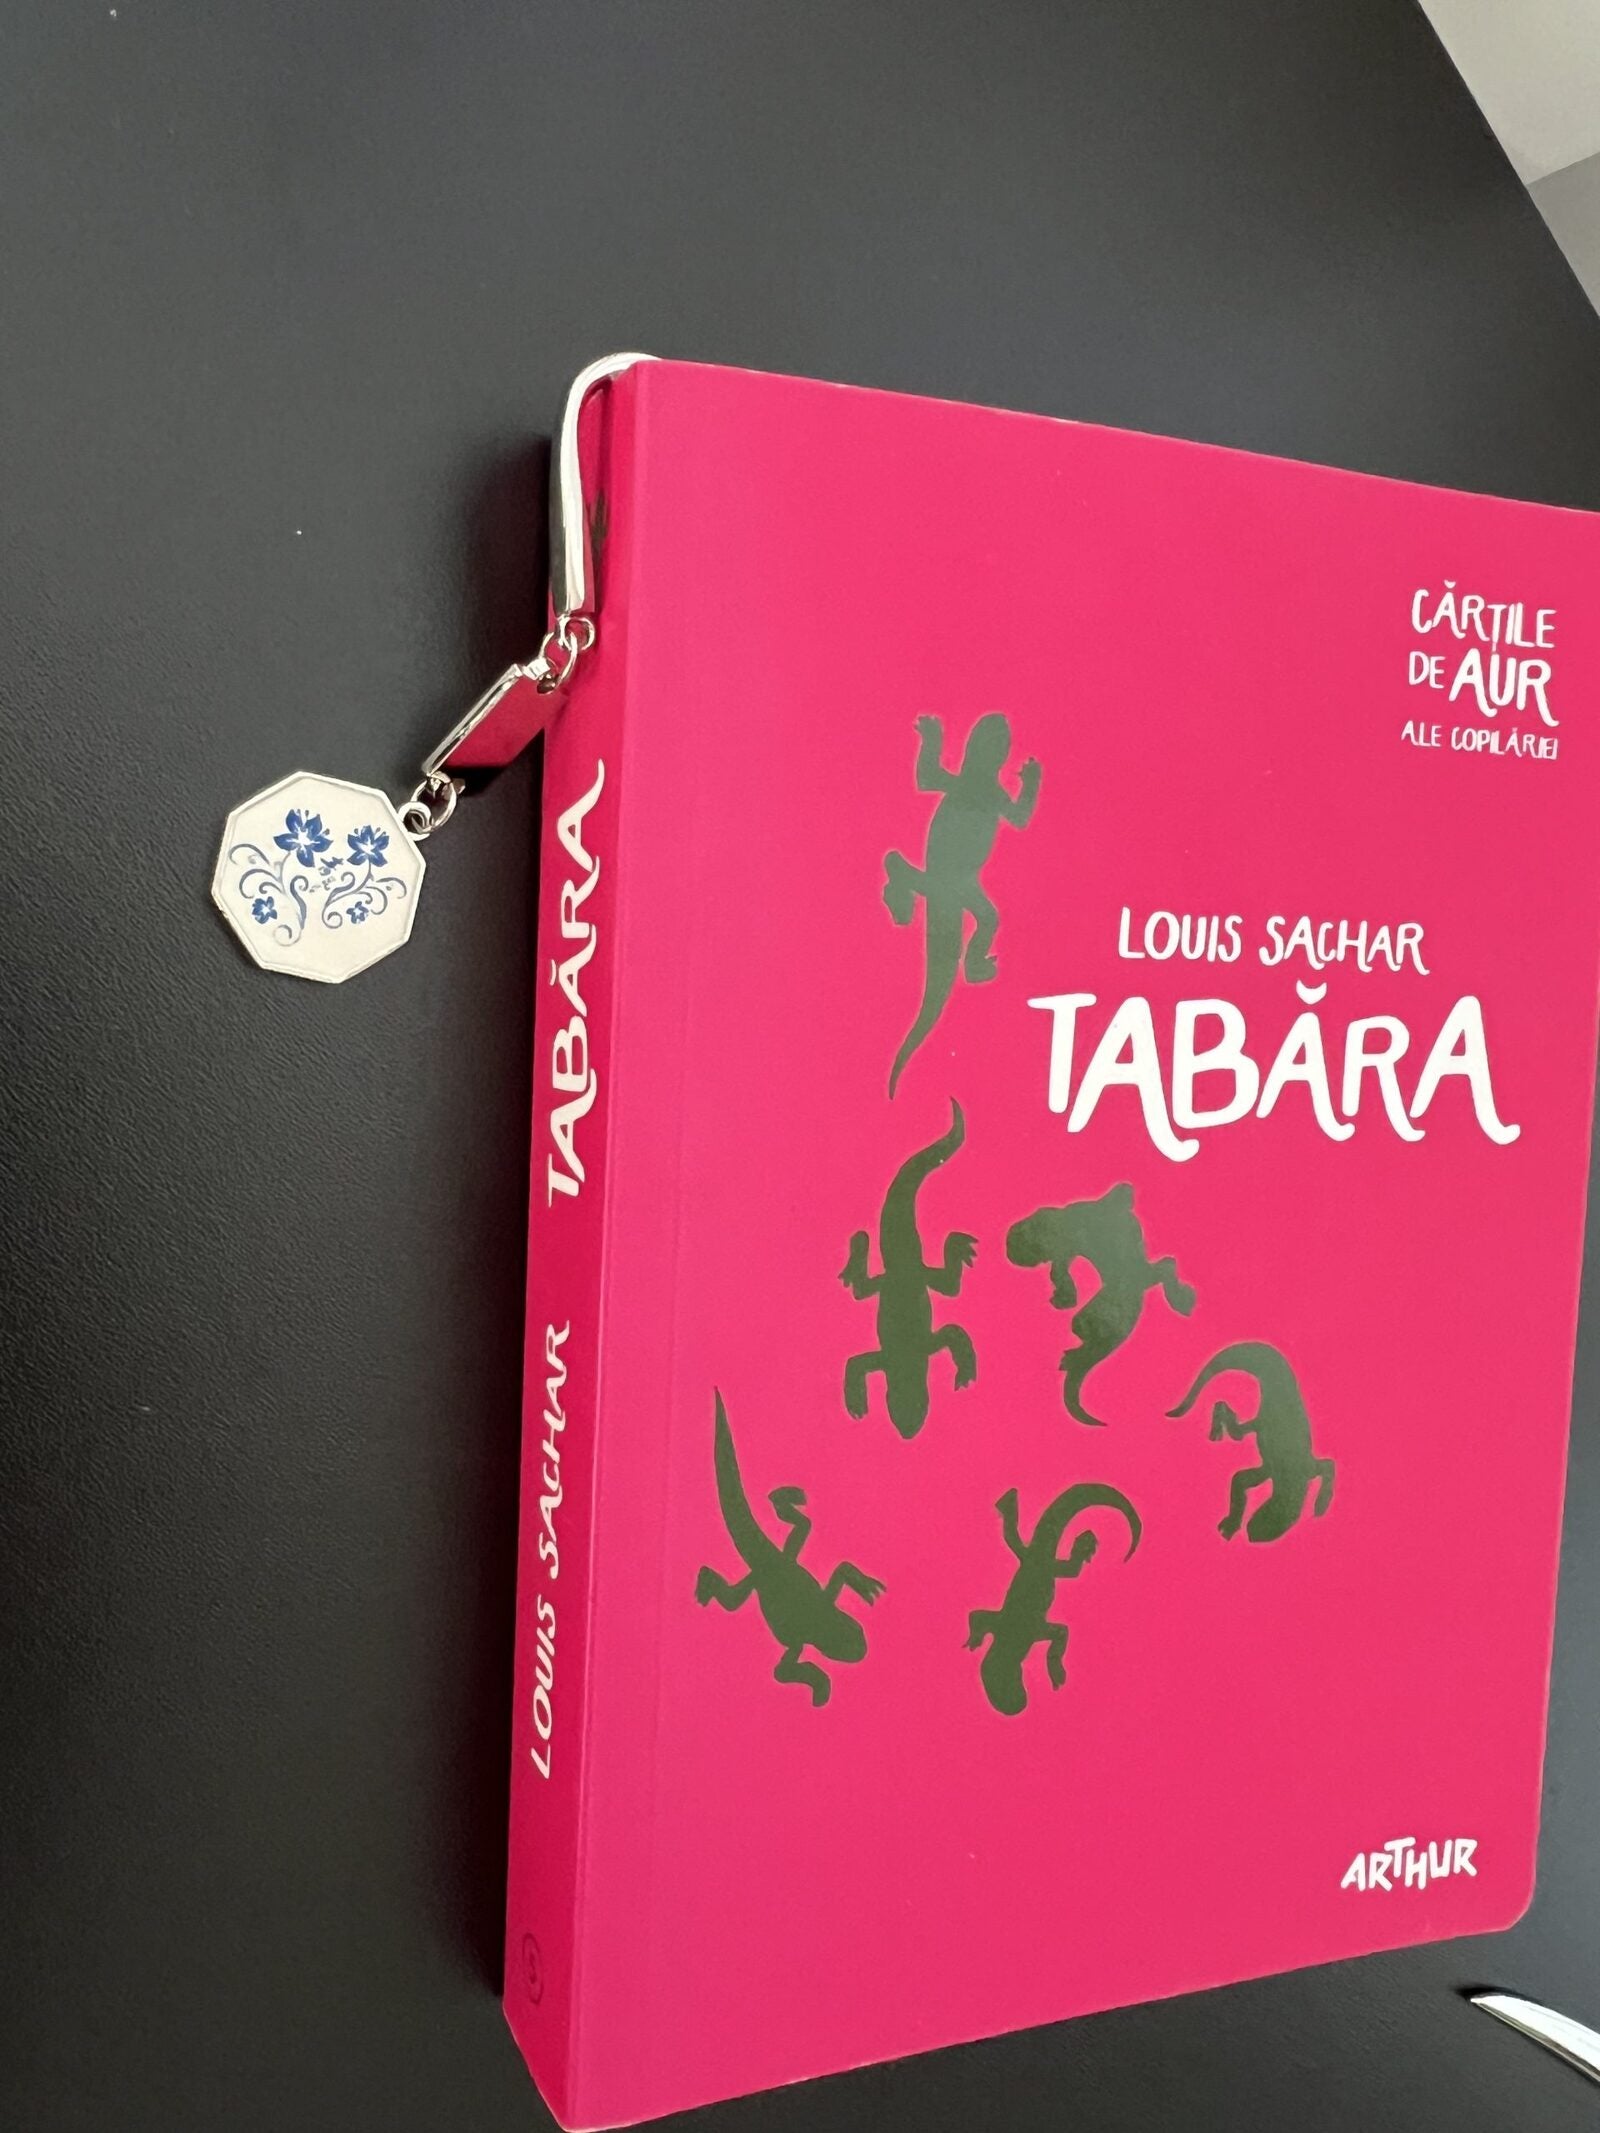 CĂRȚILE
DE AUR
ALE COPILĂRIEI
LOUIS SACHAR
TABĂRA
ARTHUR
LOUIS SACHAR TABĂRA